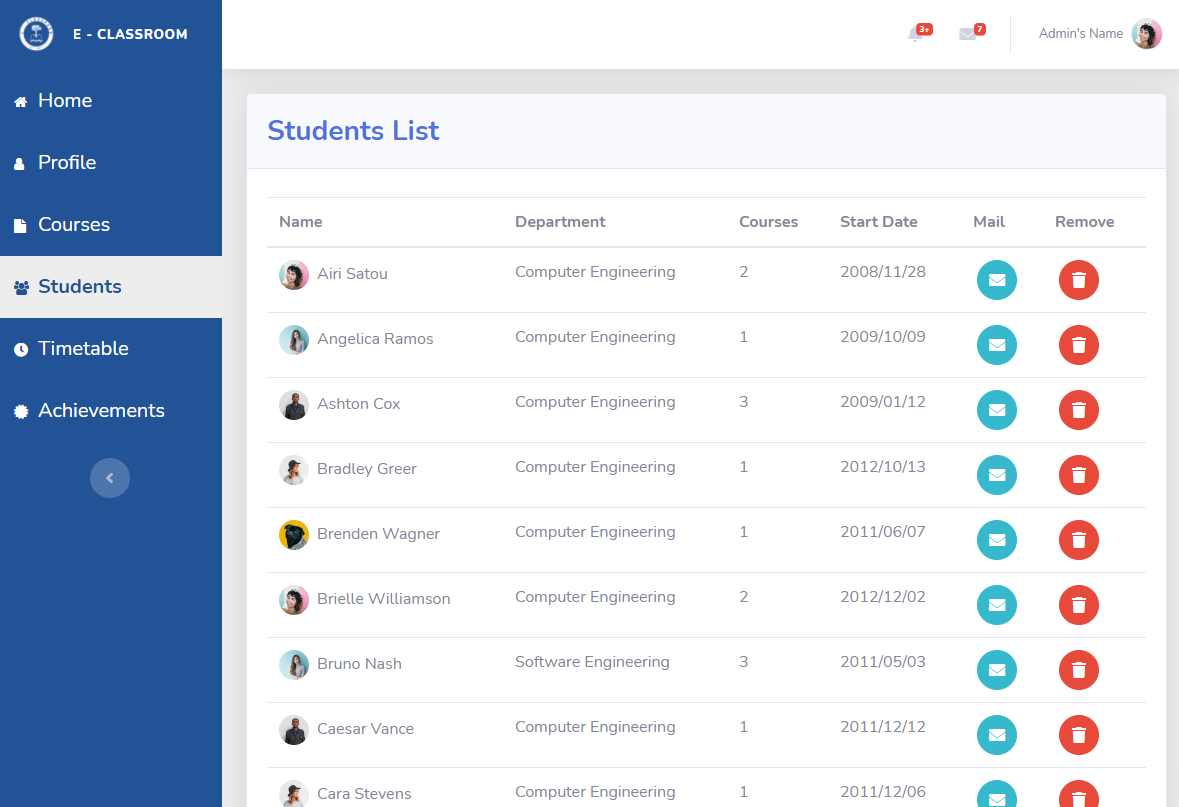 E - CLASSROOM
3+
7
Admin's Name
Home
Profile
Courses
Students
Timetable
Achievements
Students List
Name Department Courses Start Date Mail Remove
Airi Satou Computer Engineering 2 2008/11/28
Angelica Ramos Computer Engineering 1 2009/10/09
Ashton Cox Computer Engineering 3 2009/01/12
Bradley Greer Computer Engineering 1 2012/10/13
Brenden Wagner Computer Engineering 1 2011/06/07
Brielle Williamson Computer Engineering 2 2012/12/02
Bruno Nash Software Engineering 3 2011/05/03
Caesar Vance Computer Engineering 1 2011/12/12
Cara Stevens Computer Engineering 1 2011/12/06